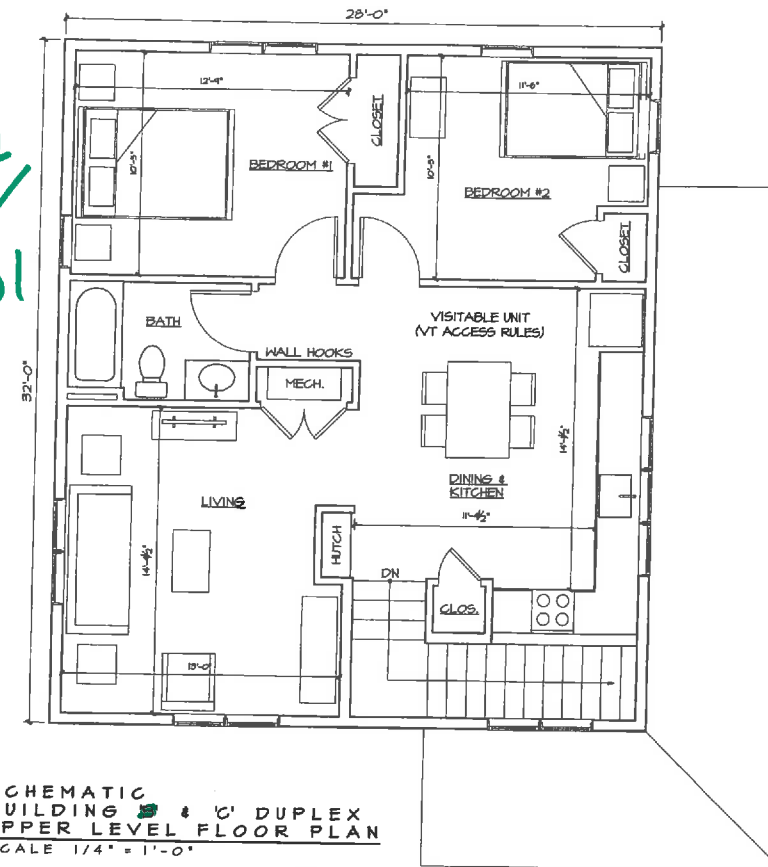 28'-0"
12'-9"
11'-6"
CLOSET
BEDROOM #1
10'-5"
10'-5"
BEDROOM #2
CLOSET
BATH
VISITABLE UNIT
(VT ACCESS RULES)
WALL HOOKS
MECH.
32'-0"
14'-4½"
DINING &
KITCHEN
LIVING
11'-4½"
HUTCH
14'-4½"
DN
CLOS.
13'-0"
CHEMATIC
UILDING & 'C' DUPLEX
PPER LEVEL FLOOR PLAN
CALE 1/4" = 1'-0"